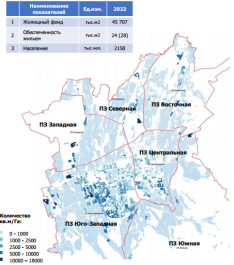 Наименование показателей Ед.изм. 2022
1 Жилищный фонд тыс.м2 45 707
2 Обеспеченность жильем тыс.м2 24 (28)
3 Население тыс.чел. 2150
ПЗ Северная
ПЗ Восточная
ПЗ Западная
ПЗ Центральная
ПЗ Юго-Западная
ПЗ Южная
Количество
кв.м/Га:
0 - 1000
1000 - 2500
2500 - 5000
5000 - 10000
10000 - 18000